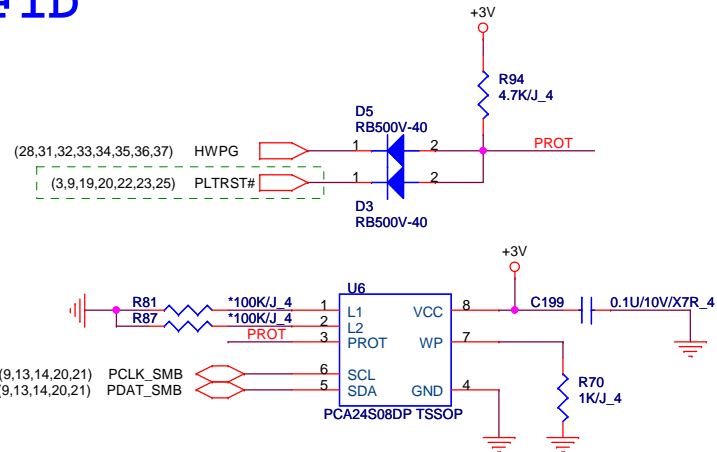 +3V
R94
4.7K/J_4
D5
RB500V-40
(28,31,32,33,34,35,36,37) HWPG 1 2 PROT
(3,9,19,20,22,23,25) PLTRST# 1 2
D3
RB500V-40
+3V
U6
R81 *100K/J_4 1 L1 VCC 8 C199 0.1U/10V/X7R_4
R87 *100K/J_4 2 L2
PROT 3 PROT WP 7
9,13,14,20,21) PCLK_SMB 6 SCL
9,13,14,20,21) PDAT_SMB 5 SDA GND 4
R70
1K/J_4
PCA24S08DP TSSOP